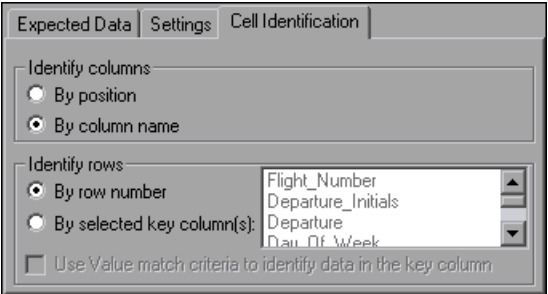 Expected Data Settings Cell Identification
Identify columns
By position
By column name
Identify rows
By row number
By selected key column(s):
Flight_Number
Departure_Initials
Departure
Day_Of_Week
Use Value match criteria to identify data in the key column